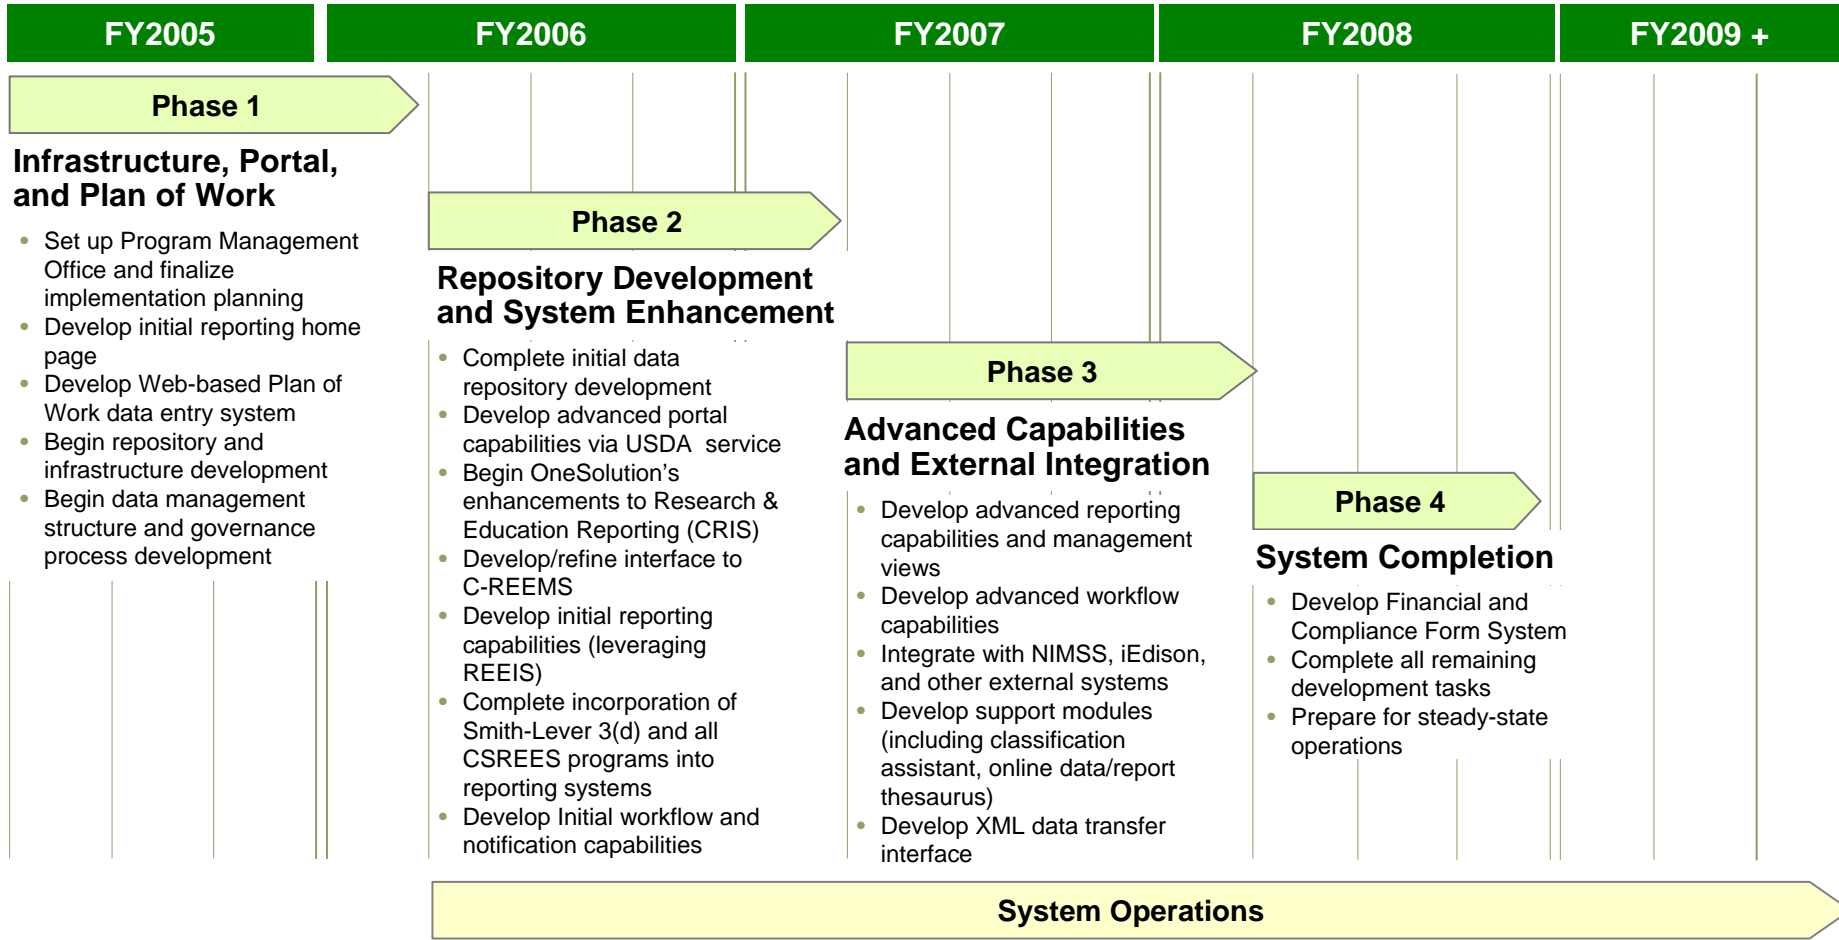 FY2005
FY2006
FY2007
FY2008
FY2009 +
Phase 1
Infrastructure, Portal,
and Plan of Work
• Set up Program Management
Office and finalize
implementation planning
• Develop initial reporting home
page
• Develop Web-based Plan of
Work data entry system
• Begin repository and
infrastructure development
• Begin data management
structure and governance
process development
Phase 2
Repository Development
and System Enhancement
• Complete initial data
repository development
• Develop advanced portal
capabilities via USDA service
• Begin OneSolution’s
enhancements to Research &
Education Reporting (CRIS)
• Develop/refine interface to
C-REEMS
• Develop initial reporting
capabilities (leveraging
REEIS)
• Complete incorporation of
Smith-Lever 3(d) and all
CSREES programs into
reporting systems
• Develop Initial workflow and
notification capabilities
Phase 3
Advanced Capabilities
and External Integration
• Develop advanced reporting
capabilities and management
views
• Develop advanced workflow
capabilities
• Integrate with NIMSS, iEdison,
and other external systems
• Develop support modules
(including classification
assistant, online data/report
thesaurus)
• Develop XML data transfer
interface
Phase 4
System Completion
• Develop Financial and
Compliance Form System
• Complete all remaining
development tasks
• Prepare for steady-state
operations
System Operations